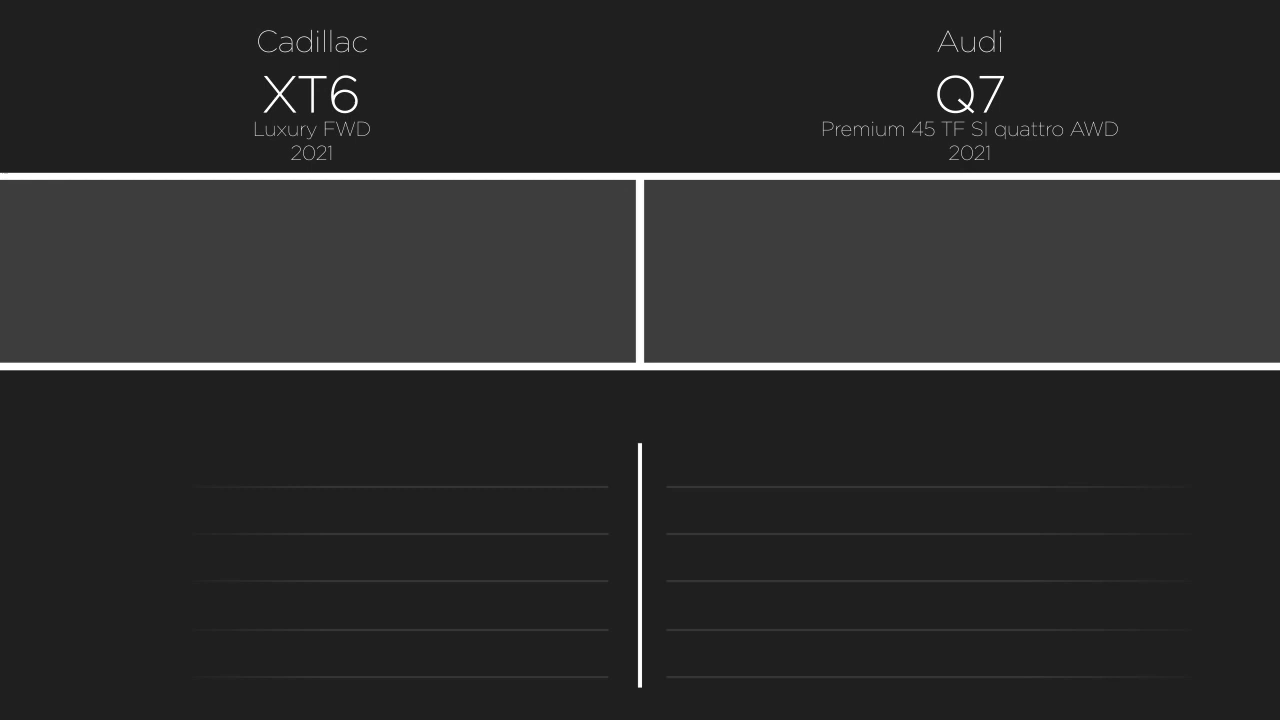 Cadillac
XT6
Luxury FWD
2021
Audi
Q7
Premium 45 TF SI quattro AWD
2021